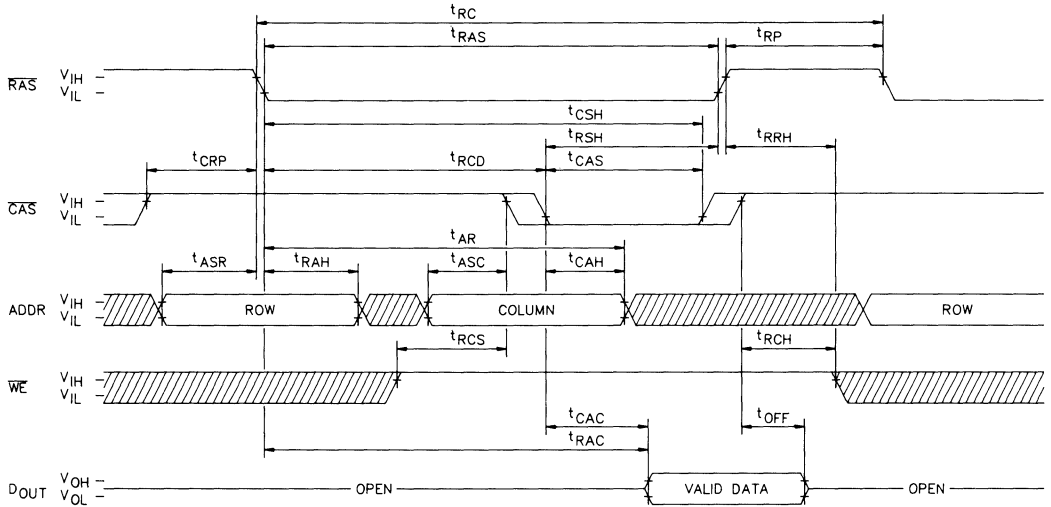 tRC
tRAS
tRP
RAS
VIH
VIL
tCSH
tRSH
tRRH
tCRP
tRCD
tCAS
CAS
VIH
VIL
tAR
tASR
tRAH
tASC
tCAH
ADDR
VIH
VIL
ROW
COLUMN
ROW
tRCS
tRCH
WE
VIH
VIL
tCAC
tOFF
tRAC
DOUT
VOH
VOL
OPEN
VALID DATA
OPEN